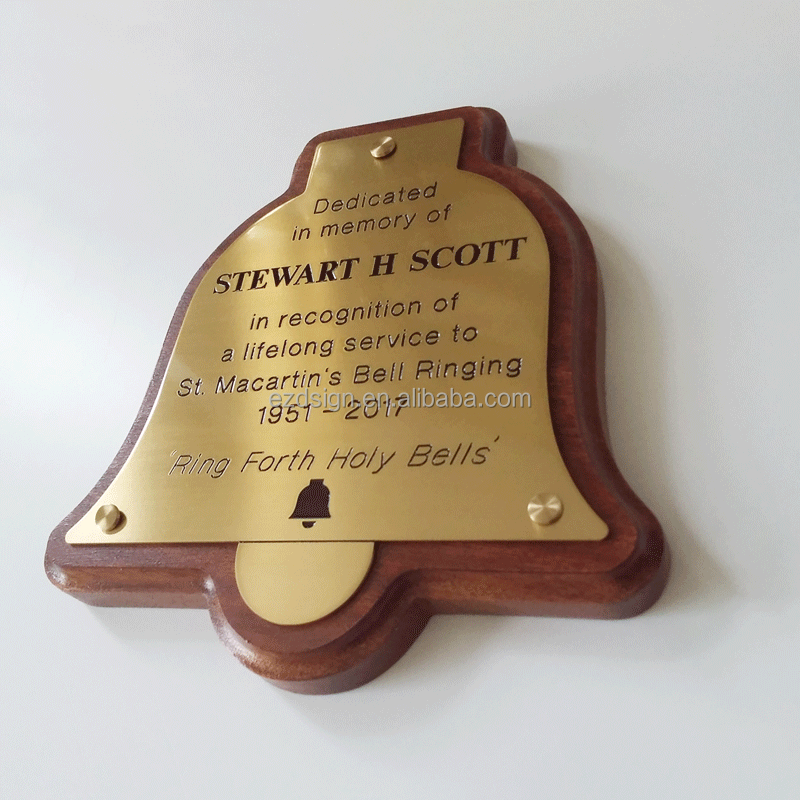 Dedicated
in memory of
STEWART H SCOTT
in recognition of
a lifelong service to
St. Macartin's Bell Ringing
ezdsign.en.alibaba.com
1951 - 2017
'Ring Forth Holy Bells'